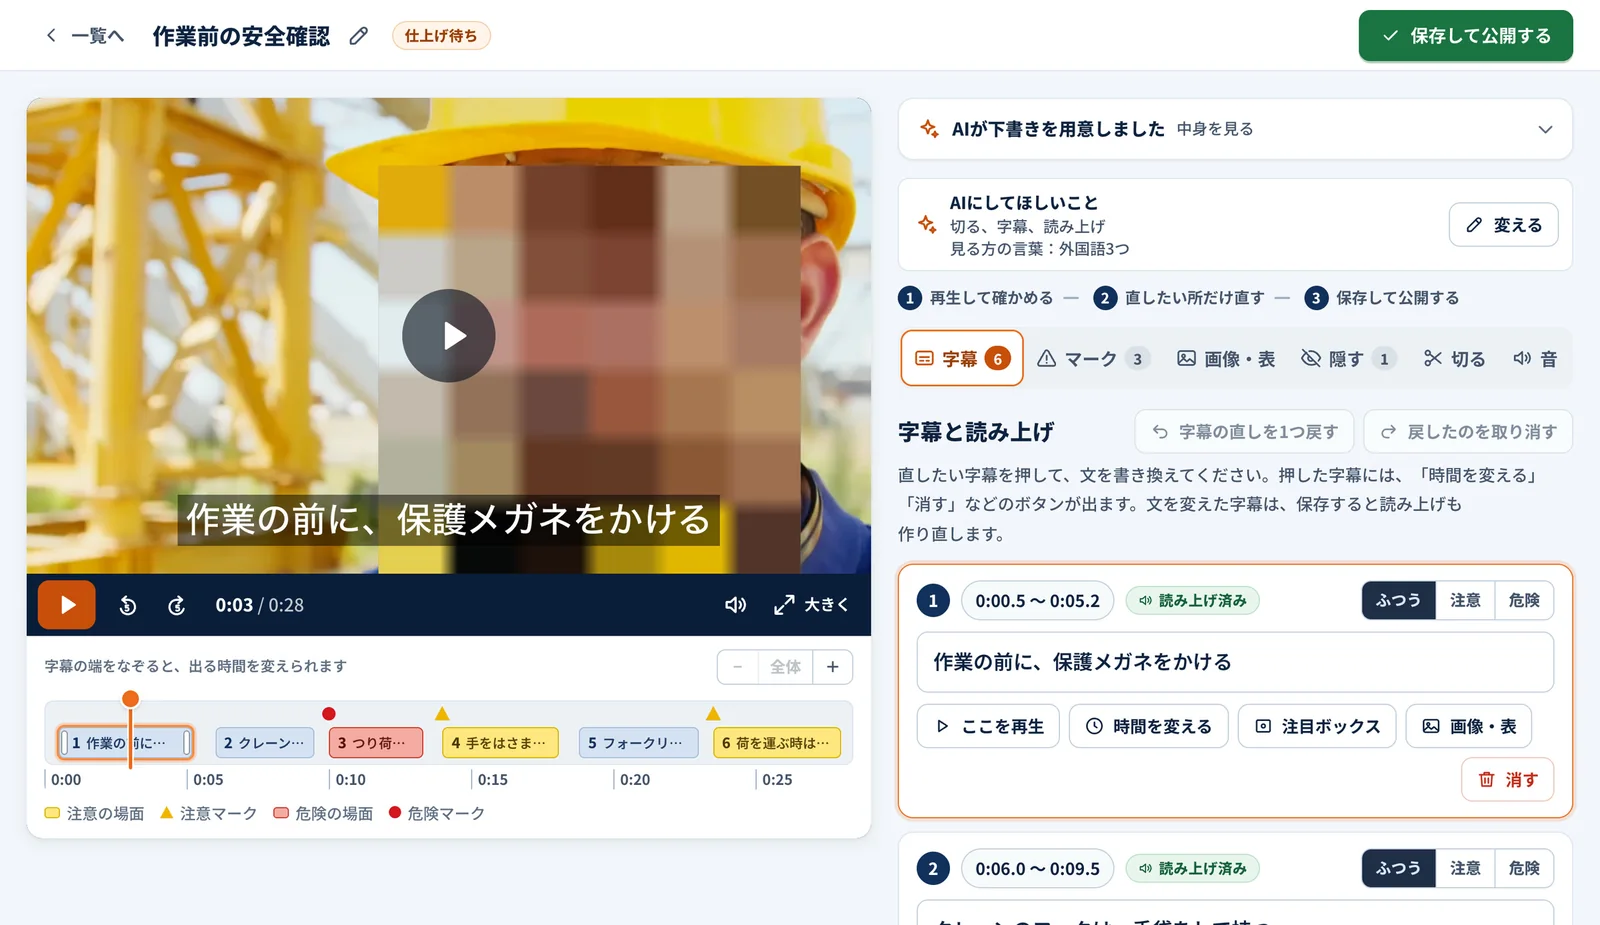 一覧へ
作業前の安全確認
仕上げ待ち
保存して公開する
作業の前に、保護メガネをかける
5
5
0:03 / 0:28
大きく
字幕の端をなぞると、出る時間を変えられます
− 全体 +
1 作業の前に…
2 クレーン…
3 つり荷…
4 手をはさま…
5 フォークリ…
6 荷を運ぶ時は…
0:00
0:05
0:10
0:15
0:20
0:25
注意の場面
注意マーク
危険の場面
危険マーク
AIが下書きを用意しました 中身を見る
AIにしてほしいこと
切る、字幕、読み上げ
見る方の言葉：外国語3つ
変える
1 再生して確かめる — 2 直したい所だけ直す — 3 保存して公開する
字幕 6
マーク 3
画像・表
隠す 1
切る
音
字幕と読み上げ
字幕の直しを1つ戻す
戻したのを取り消す
直したい字幕を押して、文を書き換えてください。押した字幕には、「時間を変える」
「消す」などのボタンが出ます。文を変えた字幕は、保存すると読み上げも
作り直します。
1 0:00.5 〜 0:05.2 読み上げ済み ふつう 注意 危険
作業の前に、保護メガネをかける
ここを再生
時間を変える
注目ボックス
画像・表
消す
2 0:06.0 〜 0:09.5 読み上げ済み ふつう 注意 危険